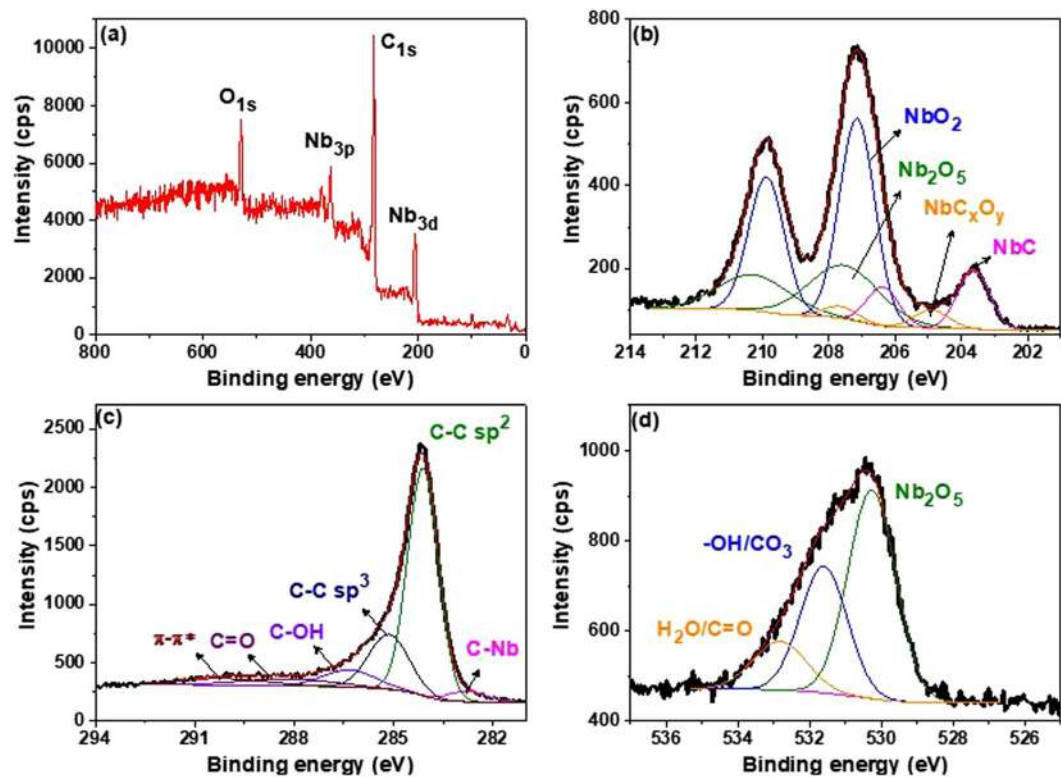 (a)
C1s
O1s
Nb3p
Nb3d
10000
8000
6000
4000
2000
0
Intensity (cps)
800 600 400 200 0
Binding energy (eV)
(b)
NbO2
Nb2O5
NbCxOy
NbC
800
600
400
200
Intensity (cps)
214 212 210 208 206 204 202
Binding energy (eV)
(c)
C-C sp2
C-C sp3
C-OH
C=O
π-π*
C-Nb
2500
2000
1500
1000
500
0
Intensity (cps)
294 291 288 285 282
Binding energy (eV)
(d)
Nb2O5
-OH/CO3
H2O/C=O
1000
800
600
400
Intensity (cps)
536 534 532 530 528 526
Binding energy (eV)